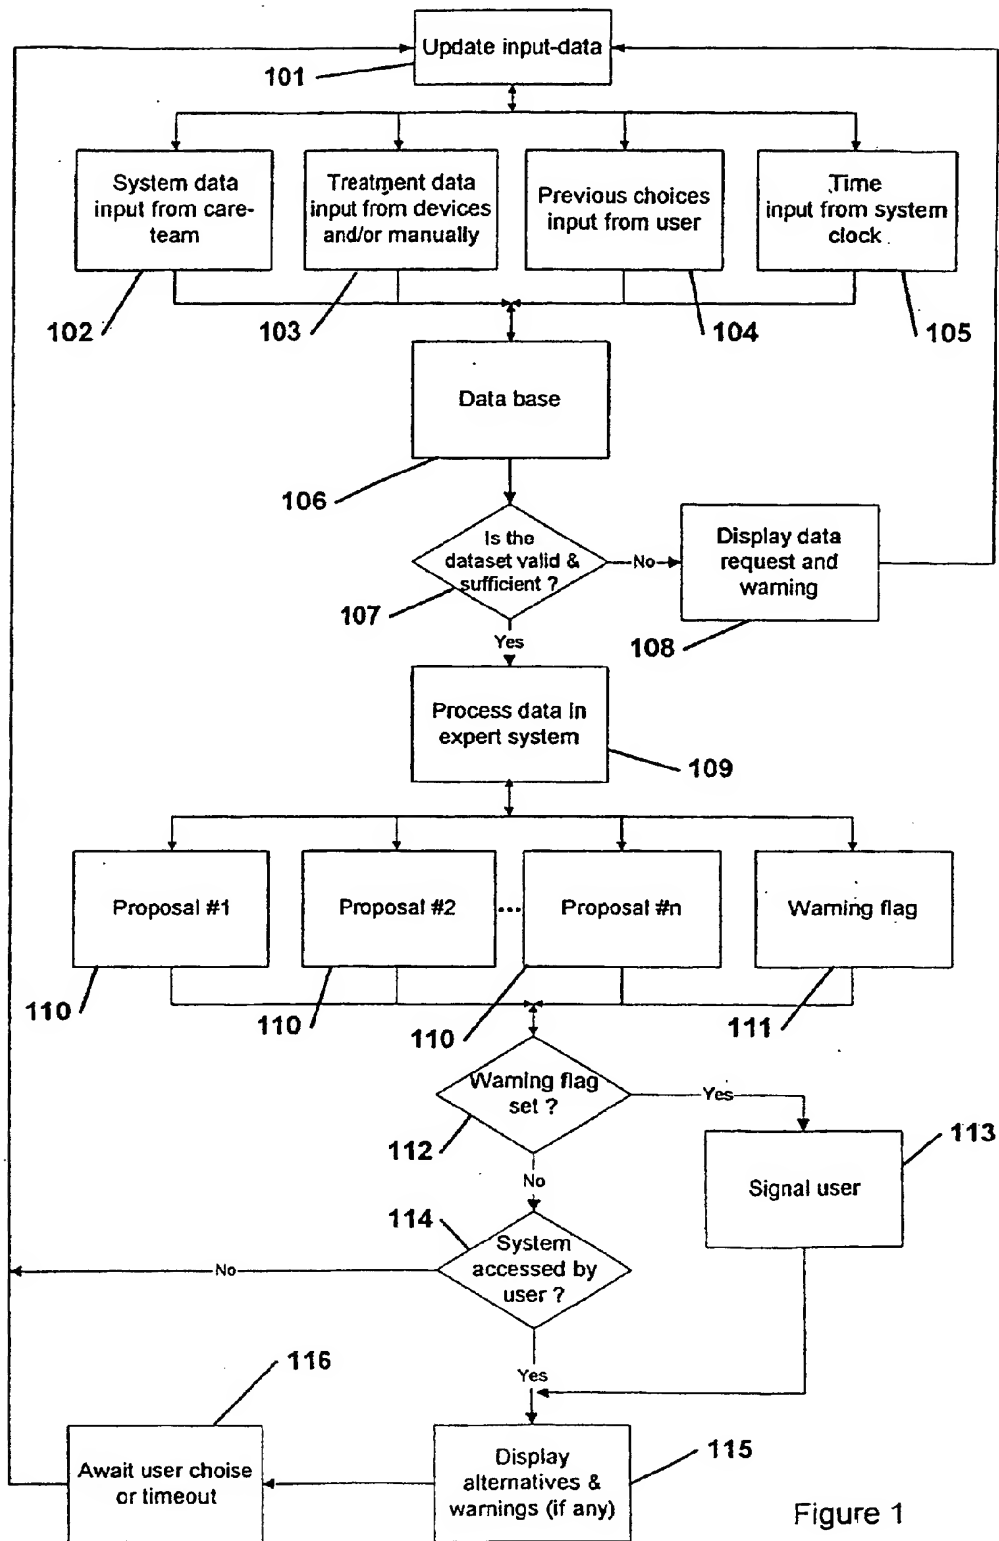 Update input-data
101
System data
input from care-
team
Treatment data
input from devices
and/or manually
Previous choices
input from user
Time
input from system
clock
102
103
104
105
Data base
106
Is the
dataset valid &
sufficient ?
107
No
Display data
request and
warning
108
Yes
Process data in
expert system
109
Proposal #1
Proposal #2
...
Proposal #n
Warning flag
110
110
110
111
Warning flag
set ?
112
Yes
113
Signal user
No
114
System
accessed by
user ?
No
Yes
116
Await user choise
or timeout
Display
alternatives &
warnings (if any)
115
Figure 1